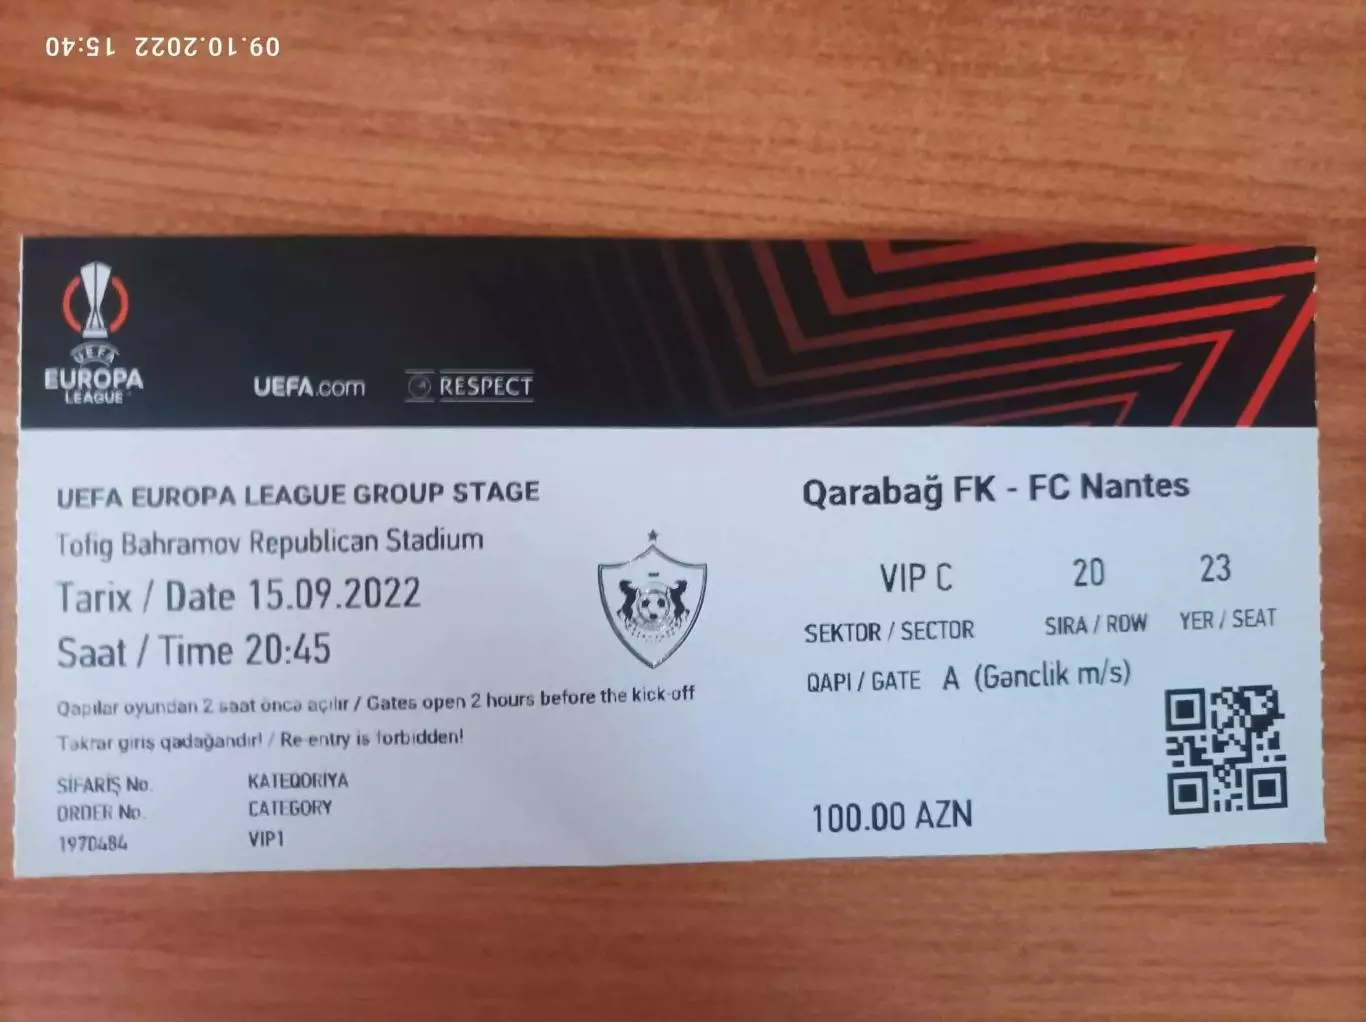 09.10.2022 15:40
UEFA
EUROPA
LEAGUE
UEFA.com
RESPECT
UEFA EUROPA LEAGUE GROUP STAGE
Tofig Bahramov Republican Stadium
Tarix / Date 15.09.2022
Saat / Time 20:45
Qapılar oyundan 2 saat öncə açılır / Gates open 2 hours before the kick-off
Təkrar giriş qadağandır! / Re-entry is forbidden!
SİFARİŞ No.
ORDER No.
1970484
KATEQORİYA
CATEGORY
VIP1
Qarabağ FK - FC Nantes
VIP C 20 23
SEKTOR / SECTOR SIRA / ROW YER / SEAT
QAPI / GATE A (Gənclik m/s)
100.00 AZN